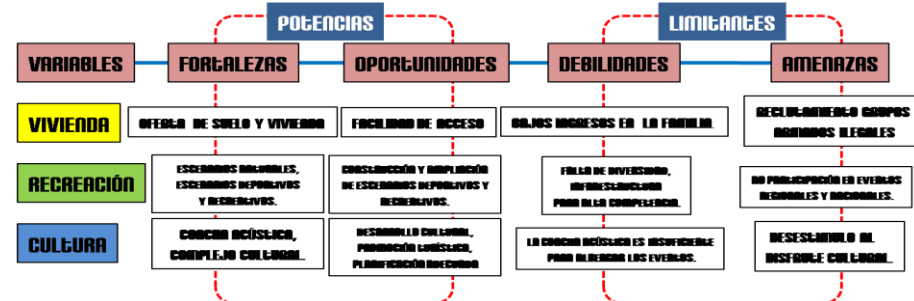 POTENCIAS
LIMITANTES
VARIABLES
FORTALEZAS
OPORTUNIDADES
DEBILIDADES
AMENAZAS
VIVIENDA
OFERTA DE SUELO Y VIVIENDA
FACILIDAD DE ACCESO
BAJOS INGRESOS EN LA FAMILIA.
RECLUTAMIENTO GRUPOS
ARMADOS ILEGALES
RECREACIÓN
ESCENARIOS NATURALES,
ESCENARIOS DEPORTIVOS
Y RECREATIVOS.
CONSTRUCCIÓN Y AMPLIACIÓN
DE ESCENARIOS DEPORTIVOS Y
RECREATIVOS.
FALTA DE DIVERSIÓN,
INFRAESTRUCTURA
PARA ALTA COMPETENCIA.
NO PARTICIPACIÓN EN EVENTOS
REGIONALES Y NACIONALES.
CULTURA
CONCHA ACÚSTICA,
COMPLEJO CULTURAL.
DESARROLLO CULTURAL,
PROMOCIÓN TURÍSTICA,
PLANIFICACIÓN ADECUADA
LA CONCHA ACÚSTICA ES INSUFICIENTE
PARA ALBERGAR LOS EVENTOS.
DESESTIMULO AL
DISFRUTE CULTURAL.